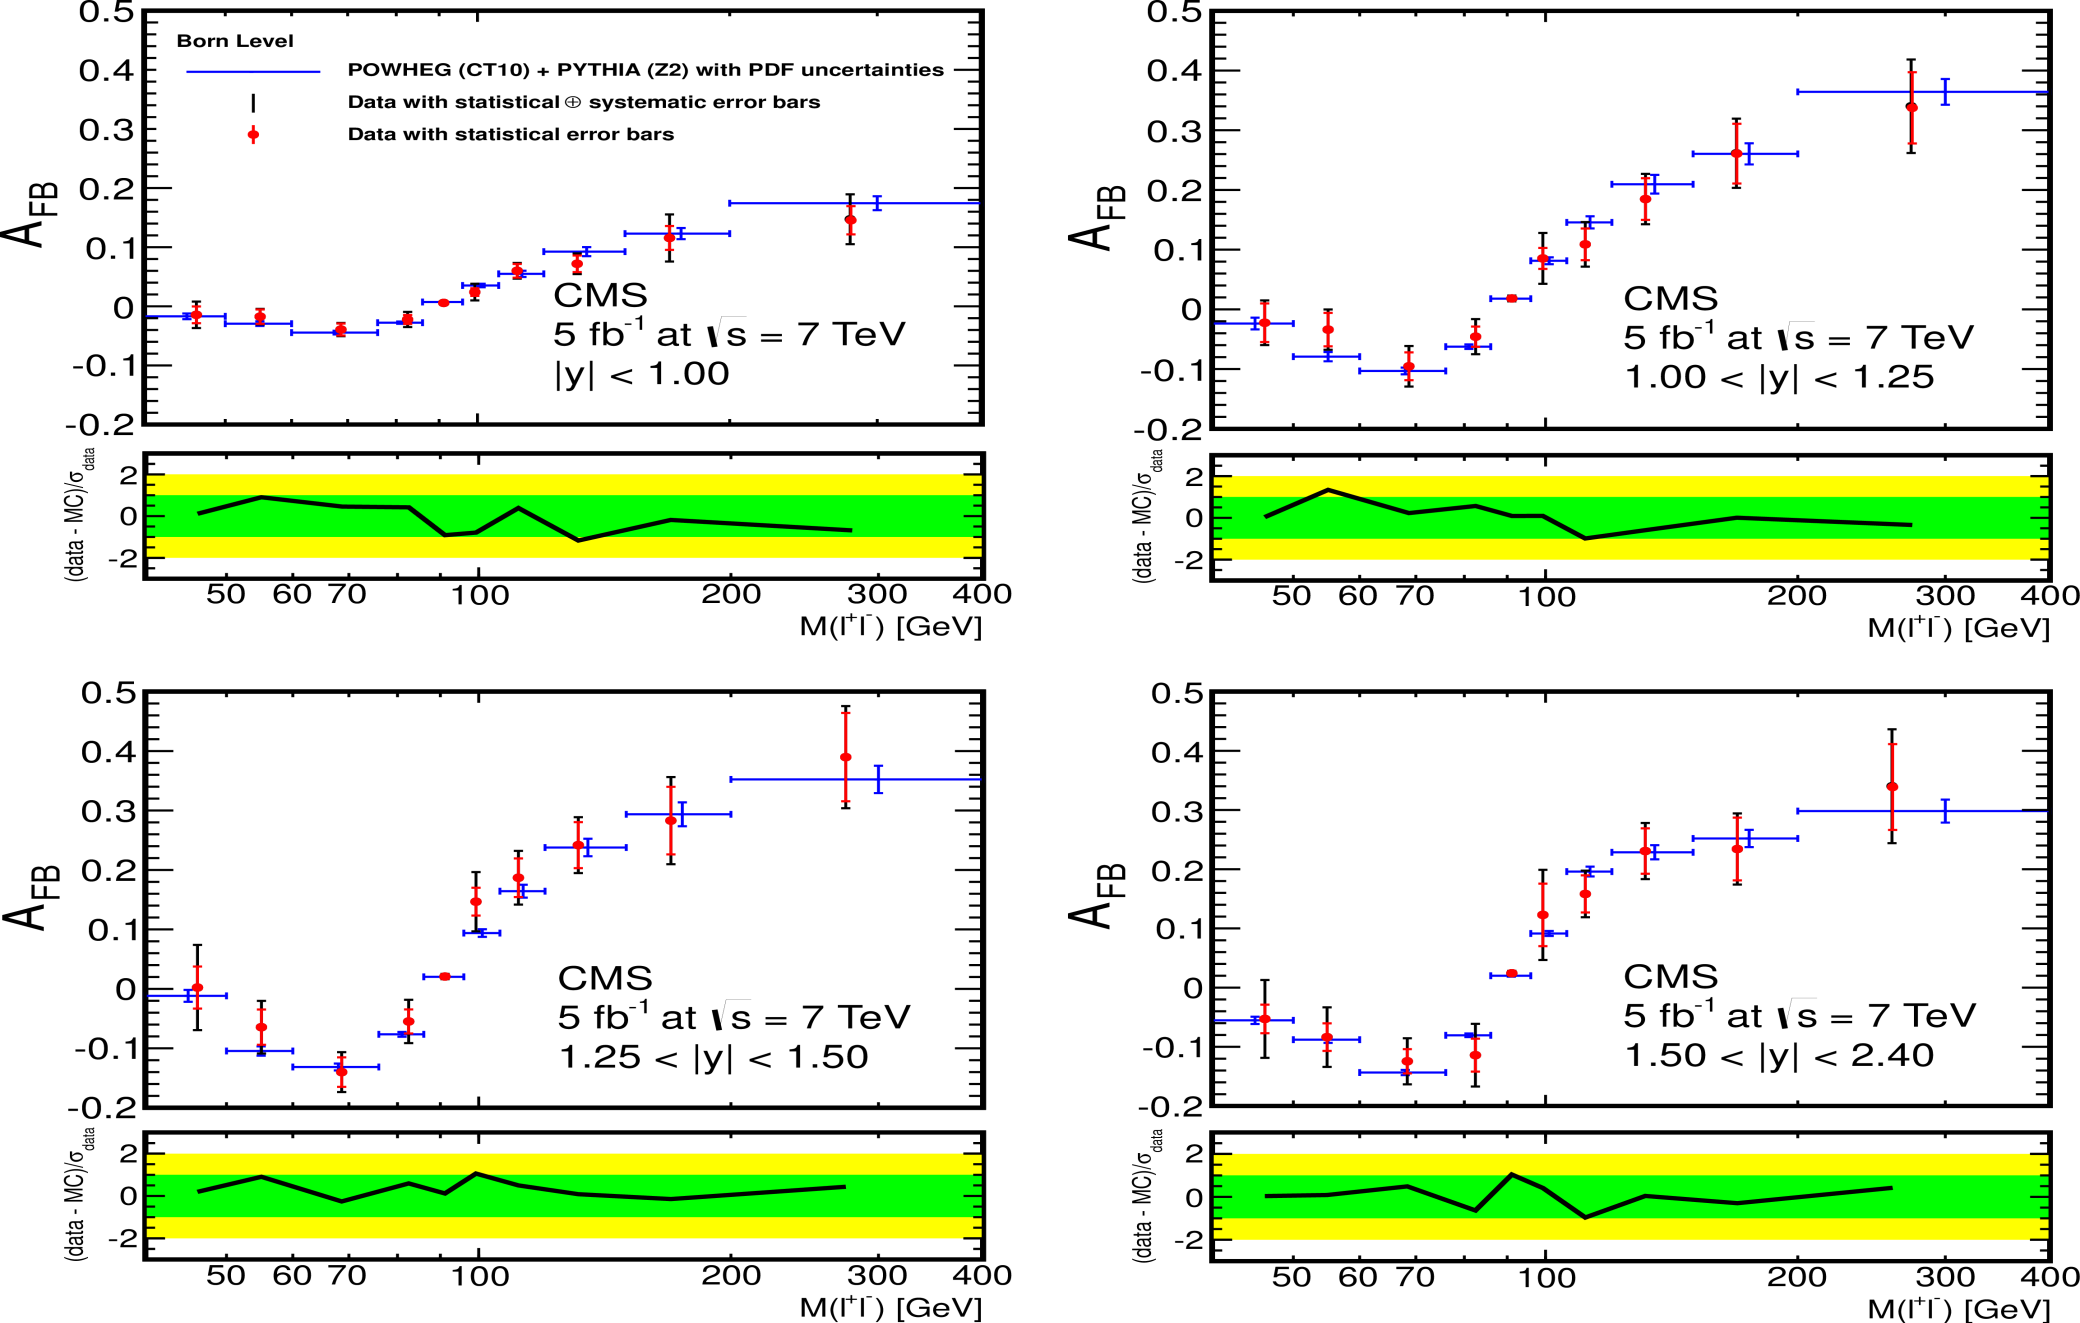 0.5
0.4
0.3
0.2
0.1
0
-0.1
-0.2
A_FB
Born Level
POWHEG (CT10) + PYTHIA (Z2) with PDF uncertainties
Data with statistical ⊕ systematic error bars
Data with statistical error bars
CMS
5 fb⁻¹ at √s = 7 TeV
|y| < 1.00
(data - MC)/σ_data
2
0
-2
50 60 70 100 200 300 400
M(l⁺l⁻) [GeV]
0.5
0.4
0.3
0.2
0.1
0
-0.1
-0.2
A_FB
CMS
5 fb⁻¹ at √s = 7 TeV
1.00 < |y| < 1.25
(data - MC)/σ_data
2
0
-2
50 60 70 100 200 300 400
M(l⁺l⁻) [GeV]
0.5
0.4
0.3
0.2
0.1
0
-0.1
-0.2
A_FB
CMS
5 fb⁻¹ at √s = 7 TeV
1.25 < |y| < 1.50
(data - MC)/σ_data
2
0
-2
50 60 70 100 200 300 400
M(l⁺l⁻) [GeV]
0.5
0.4
0.3
0.2
0.1
0
-0.1
-0.2
A_FB
CMS
5 fb⁻¹ at √s = 7 TeV
1.50 < |y| < 2.40
(data - MC)/σ_data
2
0
-2
50 60 70 100 200 300 400
M(l⁺l⁻) [GeV]